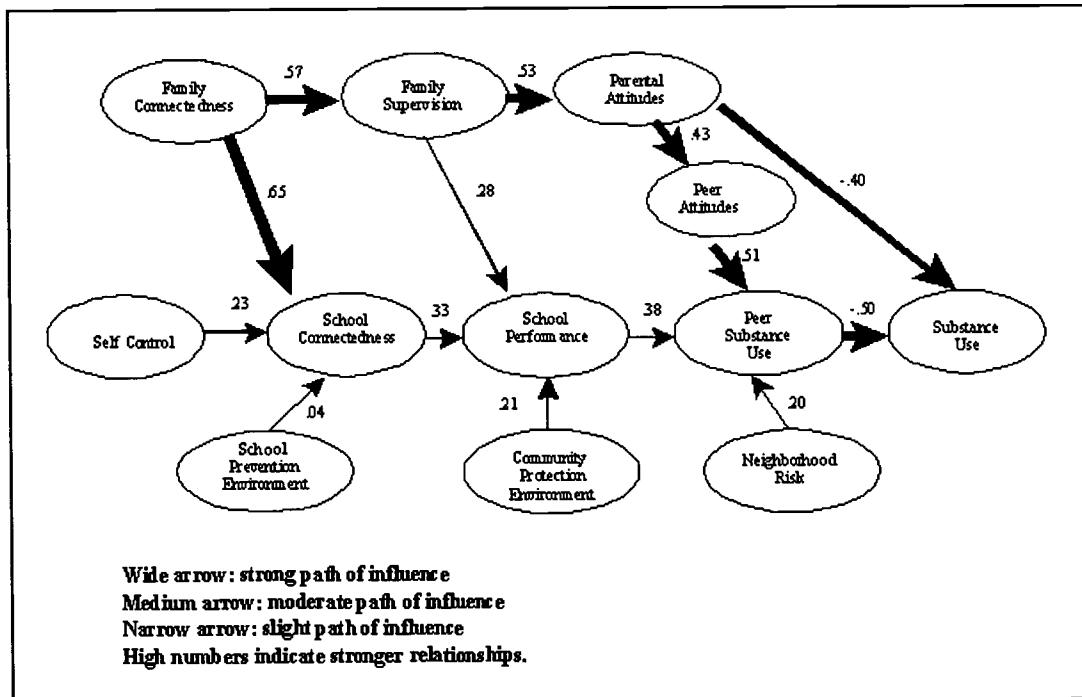 .57
.53
Family
Connectedness
Family
Supervision
Parental
Attitudes
.43
-.40
.65
.28
Peer
Attitudes
.51
.23
.33
.38
-.50
Self Control
School
Connectedness
School
Performance
Peer
Substance
Use
Substance
Use
.04
.21
.20
School
Prevention
Environment
Community
Protection
Environment
Neighborhood
Risk
Wide arrow: strong path of influence
Medium arrow: moderate path of influence
Narrow arrow: slight path of influence
High numbers indicate stronger relationships.